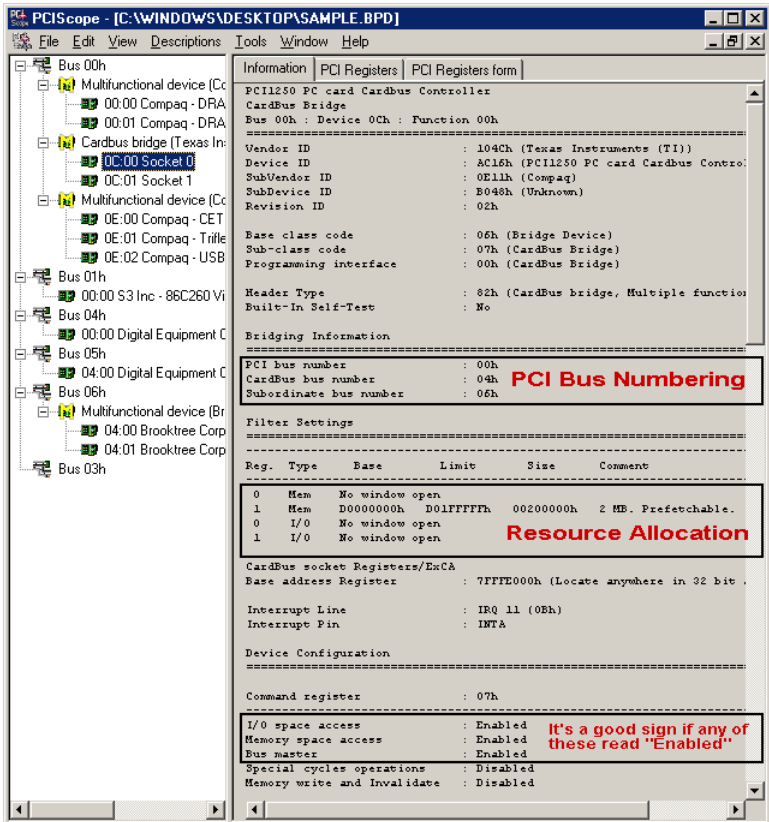 PCIScope - [C:\WINDOWS\DESKTOP\SAMPLE.BPD]
File Edit View Descriptions Tools Window Help
Bus 00h
Multifunctional device (Co
00:00 Compaq - DRA
00:01 Compaq - DRA
Cardbus bridge (Texas In
0C:00 Socket 0
0C:01 Socket 1
Multifunctional device (Co
0E:00 Compaq - CET
0E:01 Compaq - Trifle
0E:02 Compaq - USB
Bus 01h
00:00 S3 Inc - 86C260 Vi
Bus 04h
00:00 Digital Equipment C
Bus 05h
04:00 Digital Equipment C
Bus 06h
Multifunctional device (Br
04:00 Brooktree Corp
04:01 Brooktree Corp
Bus 03h
Information PCI Registers PCI Registers form
PCI1250 PC card Cardbus Controller
CardBus Bridge
Bus 00h : Device 0Ch : Function 00h
Vendor ID : 104Ch (Texas Instruments (TI))
Device ID : AC16h (PCI1250 PC card Cardbus Contro
SubVendor ID : 0E11h (Compaq)
SubDevice ID : B048h (Unknown)
Revision ID : 02h
Base class code : 06h (Bridge Device)
Sub-class code : 07h (CardBus Bridge)
Programming interface : 00h (CardBus Bridge)
Header Type : 82h (CardBus bridge, Multiple function
Built-In Self-Test : No
Bridging Information
PCI bus number : 00h
CardBus bus number : 04h
Subordinate bus number : 06h
PCI Bus Numbering
Filter Settings
Reg. Type Base Limit Size Comment
0 Mem No window open
1 Mem D0000000h D01FFFFFh 00200000h 2 MB. Prefetchable.
0 I/O No window open
1 I/O No window open
Resource Allocation
CardBus socket Registers/ExCA
Base address Register : 7FFFE000h (Locate anywhere in 32 bit
Interrupt Line : IRQ 11 (0Bh)
Interrupt Pin : INTA
Device Configuration
Command register : 07h
I/O space access : Enabled
Memory space access : Enabled
Bus master : Enabled
It's a good sign if any of
these read "Enabled"
Special cycles operations : Disabled
Memory write and Invalidate : Disabled